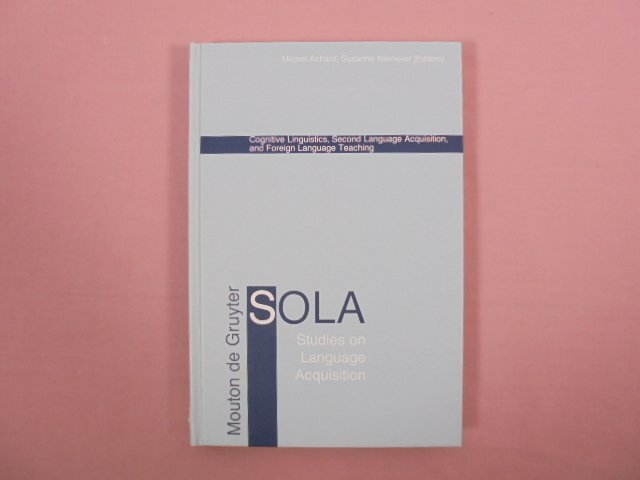 Michel Achard, Susanne Niemeier (Editors)
Cognitive Linguistics, Second Language Acquisition,
and Foreign Language Teaching
Mouton de Gruyter
SOLA
Studies on
Language
Acquisition